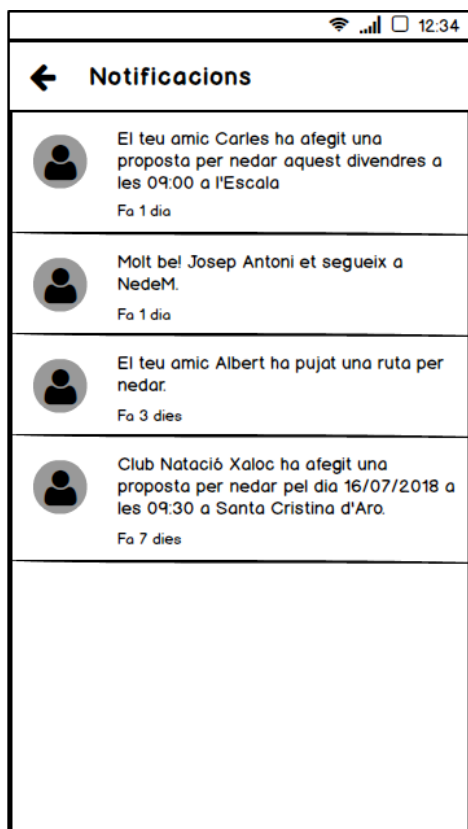 12:34
Notificacions
El teu amic Carles ha afegit una
proposta per nedar aquest divendres a
les 09:00 a l'Escala
Fa 1 dia
Molt be! Josep Antoni et segueix a
NedeM.
Fa 1 dia
El teu amic Albert ha pujat una ruta per
nedar.
Fa 3 dies
Club Natació Xaloc ha afegit una
proposta per nedar pel dia 16/07/2018 a
les 09:30 a Santa Cristina d'Aro.
Fa 7 dies